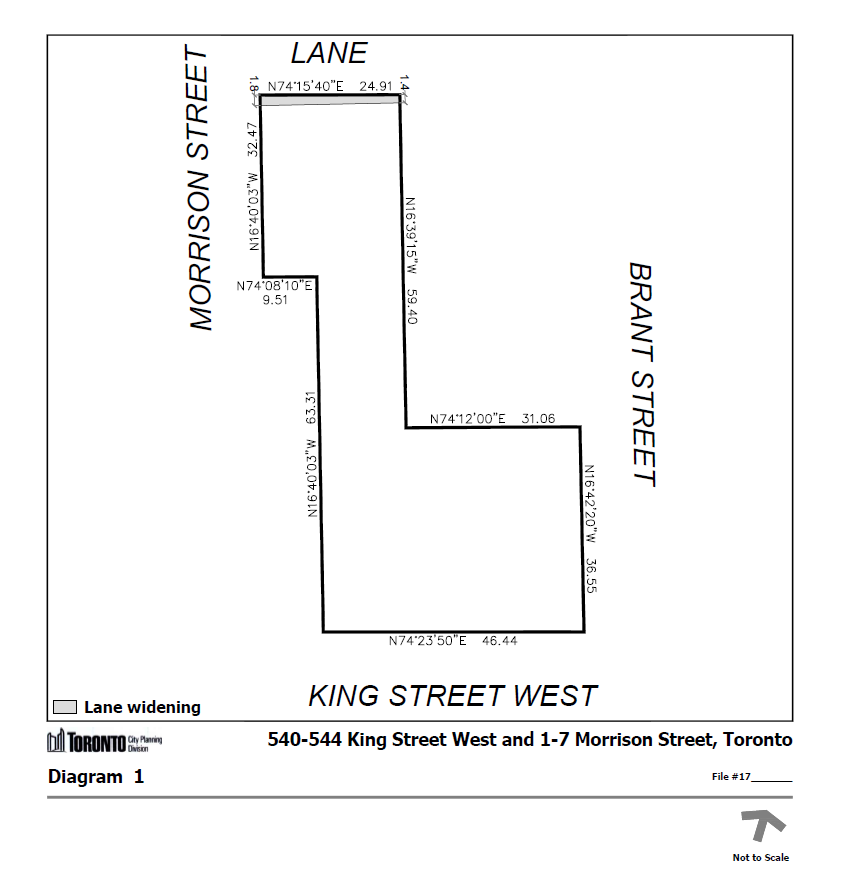 LANE
MORRISON STREET
1.8
N74°15'40"E 24.91
1.4
N16°40'03"W 32.47
N16°39'15"W 59.40
N74°08'10"E
9.51
BRANT STREET
N16°40'03"W 63.31
N74°12'00"E 31.06
N16°42'20"W 36.55
N74°23'50"E 46.44
KING STREET WEST
Lane widening
TORONTO City Planning
Division
540-544 King Street West and 1-7 Morrison Street, Toronto
Diagram 1
File #17_______
Not to Scale